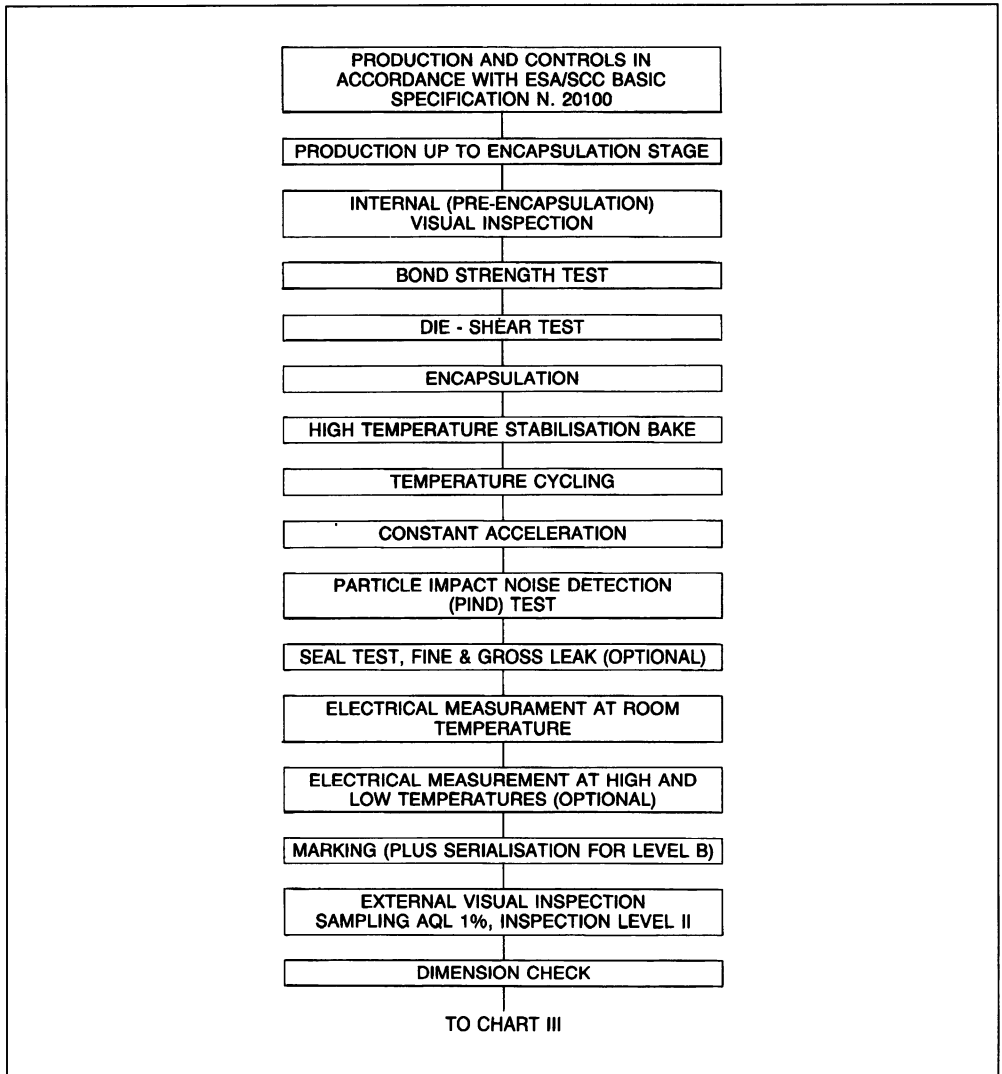 PRODUCTION AND CONTROLS IN
ACCORDANCE WITH ESA/SCC BASIC
SPECIFICATION N. 20100
PRODUCTION UP TO ENCAPSULATION STAGE
INTERNAL (PRE-ENCAPSULATION)
VISUAL INSPECTION
BOND STRENGTH TEST
DIE - SHEAR TEST
ENCAPSULATION
HIGH TEMPERATURE STABILISATION BAKE
TEMPERATURE CYCLING
CONSTANT ACCELERATION
PARTICLE IMPACT NOISE DETECTION
(PIND) TEST
SEAL TEST, FINE & GROSS LEAK (OPTIONAL)
ELECTRICAL MEASURAMENT AT ROOM
TEMPERATURE
ELECTRICAL MEASUREMENT AT HIGH AND
LOW TEMPERATURES (OPTIONAL)
MARKING (PLUS SERIALISATION FOR LEVEL B)
EXTERNAL VISUAL INSPECTION
SAMPLING AQL 1%, INSPECTION LEVEL II
DIMENSION CHECK
TO CHART III